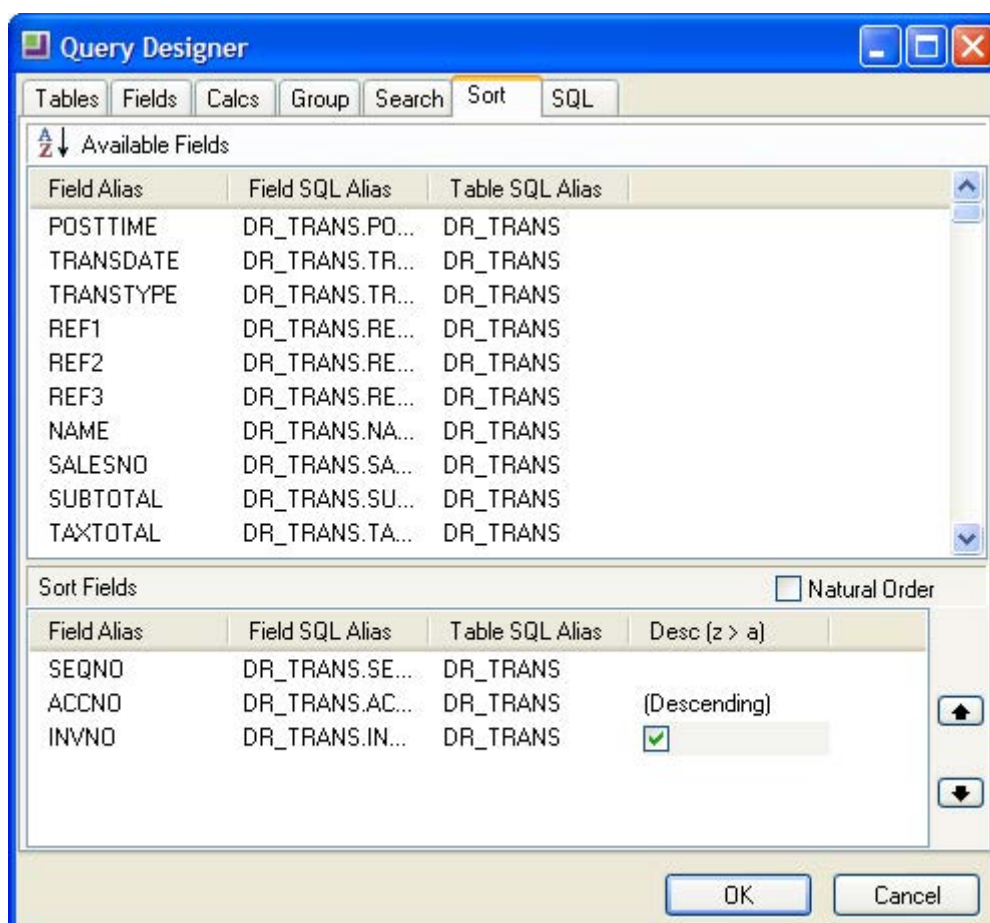 Query Designer
Tables Fields Calcs Group Search Sort SQL
Available Fields
Field Alias Field SQL Alias Table SQL Alias
POSTTIME DR_TRANS.PO... DR_TRANS
TRANSDATE DR_TRANS.TR... DR_TRANS
TRANSTYPE DR_TRANS.TR... DR_TRANS
REF1 DR_TRANS.RE... DR_TRANS
REF2 DR_TRANS.RE... DR_TRANS
REF3 DR_TRANS.RE... DR_TRANS
NAME DR_TRANS.NA... DR_TRANS
SALESNO DR_TRANS.SA... DR_TRANS
SUBTOTAL DR_TRANS.SU... DR_TRANS
TAXTOTAL DR_TRANS.TA... DR_TRANS
Sort Fields Natural Order
Field Alias Field SQL Alias Table SQL Alias Desc (z > a)
SEQNO DR_TRANS.SE... DR_TRANS
ACCNO DR_TRANS.AC... DR_TRANS (Descending)
INVNO DR_TRANS.IN... DR_TRANS
OK Cancel